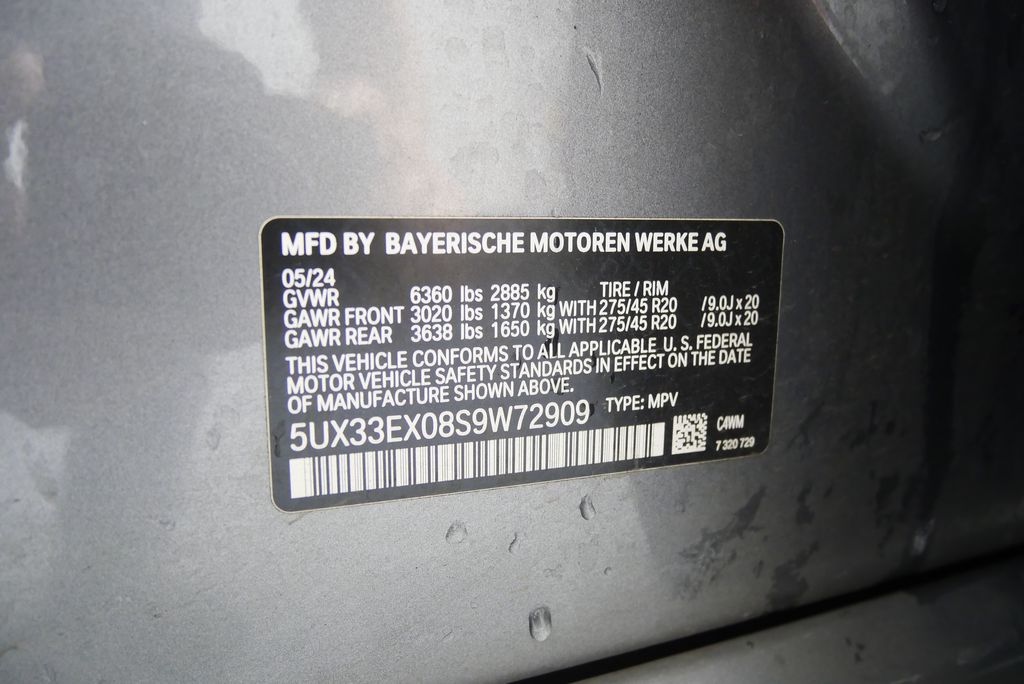 MFD BY BAYERISCHE MOTOREN WERKE AG
05/24
GVWR 6360 lbs 2885 kg TIRE / RIM
GAWR FRONT 3020 lbs 1370 kg WITH 275/45 R20 / 9.0J x 20
GAWR REAR 3638 lbs 1650 kg WITH 275/45 R20 / 9.0J x 20
THIS VEHICLE CONFORMS TO ALL APPLICABLE U. S. FEDERAL
MOTOR VEHICLE SAFETY STANDARDS IN EFFECT ON THE DATE
OF MANUFACTURE SHOWN ABOVE.
5UX33EX08S9W72909 TYPE: MPV
C4WM
7 320 729